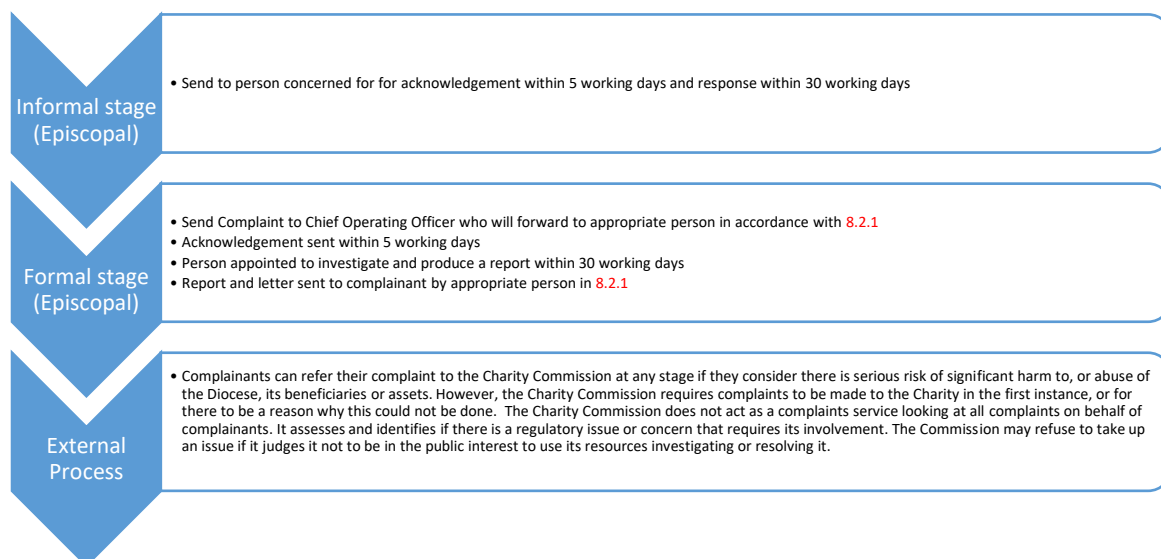 Informal stage
(Episcopal)
• Send to person concerned for for acknowledgement within 5 working days and response within 30 working days
Formal stage
(Episcopal)
• Send Complaint to Chief Operating Officer who will forward to appropriate person in accordance with 8.2.1
• Acknowledgement sent within 5 working days
• Person appointed to investigate and produce a report within 30 working days
• Report and letter sent to complainant by appropriate person in 8.2.1
External
Process
• Complainants can refer their complaint to the Charity Commission at any stage if they consider there is serious risk of significant harm to, or abuse of
the Diocese, its beneficiaries or assets. However, the Charity Commission requires complaints to be made to the Charity in the first instance, or for
there to be a reason why this could not be done.  The Charity Commission does not act as a complaints service looking at all complaints on behalf of
complainants. It assesses and identifies if there is a regulatory issue or concern that requires its involvement. The Commission may refuse to take up
an issue if it judges it not to be in the public interest to use its resources investigating or resolving it.